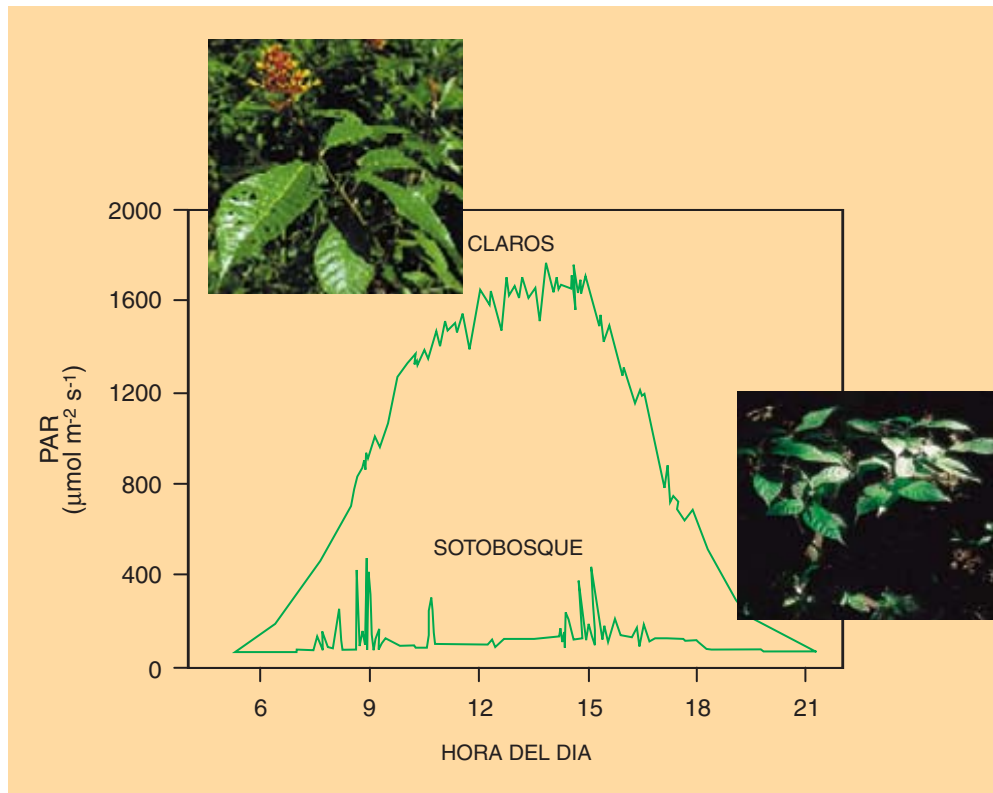 CLAROS
SOTOBOSQUE
2000
1600
1200
800
400
0
PAR
(µmol m-2 s-1)
6 9 12 15 18 21
HORA DEL DIA